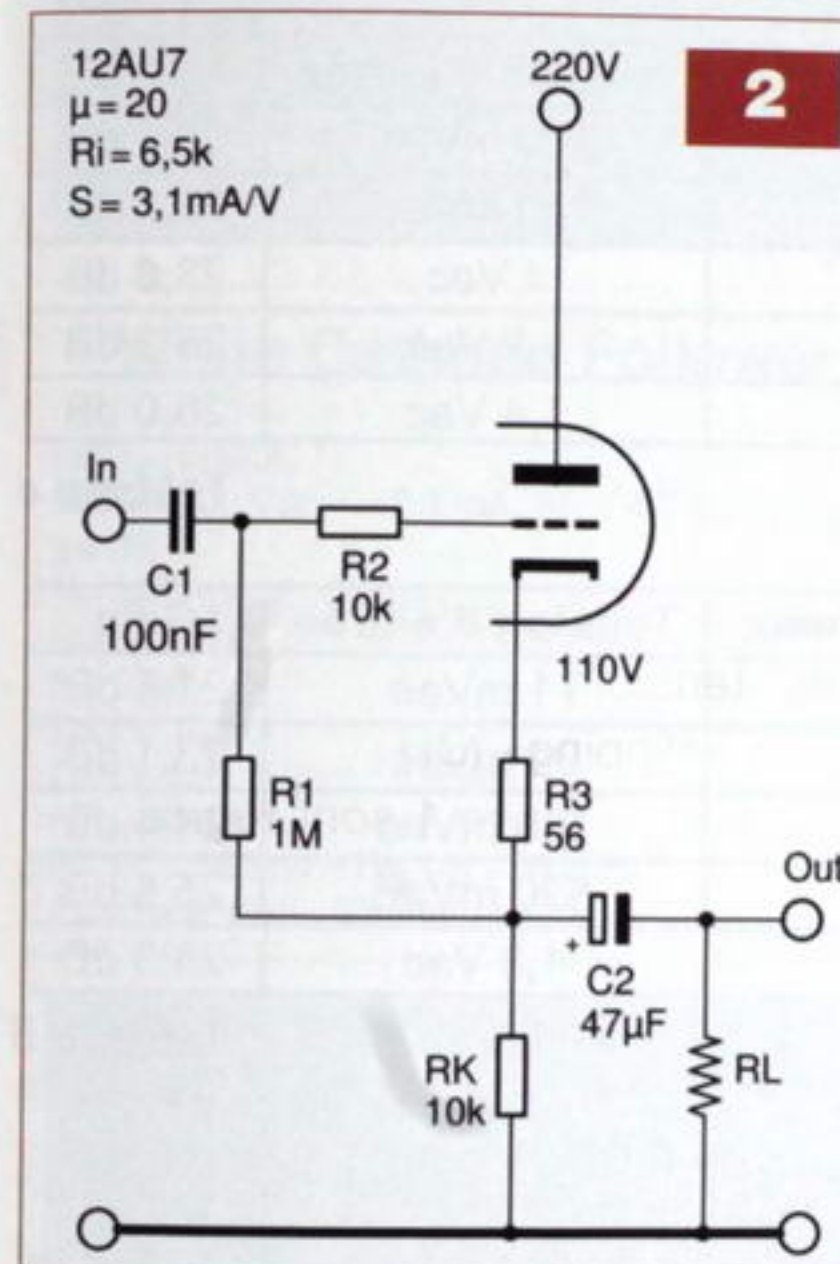 12AU7
µ = 20
Ri = 6,5k
S = 3,1mA/V
220V
2
In
C1
100nF
R2
10k
110V
R1
1M
R3
56
Out
+
C2
47µF
RK
10k
RL